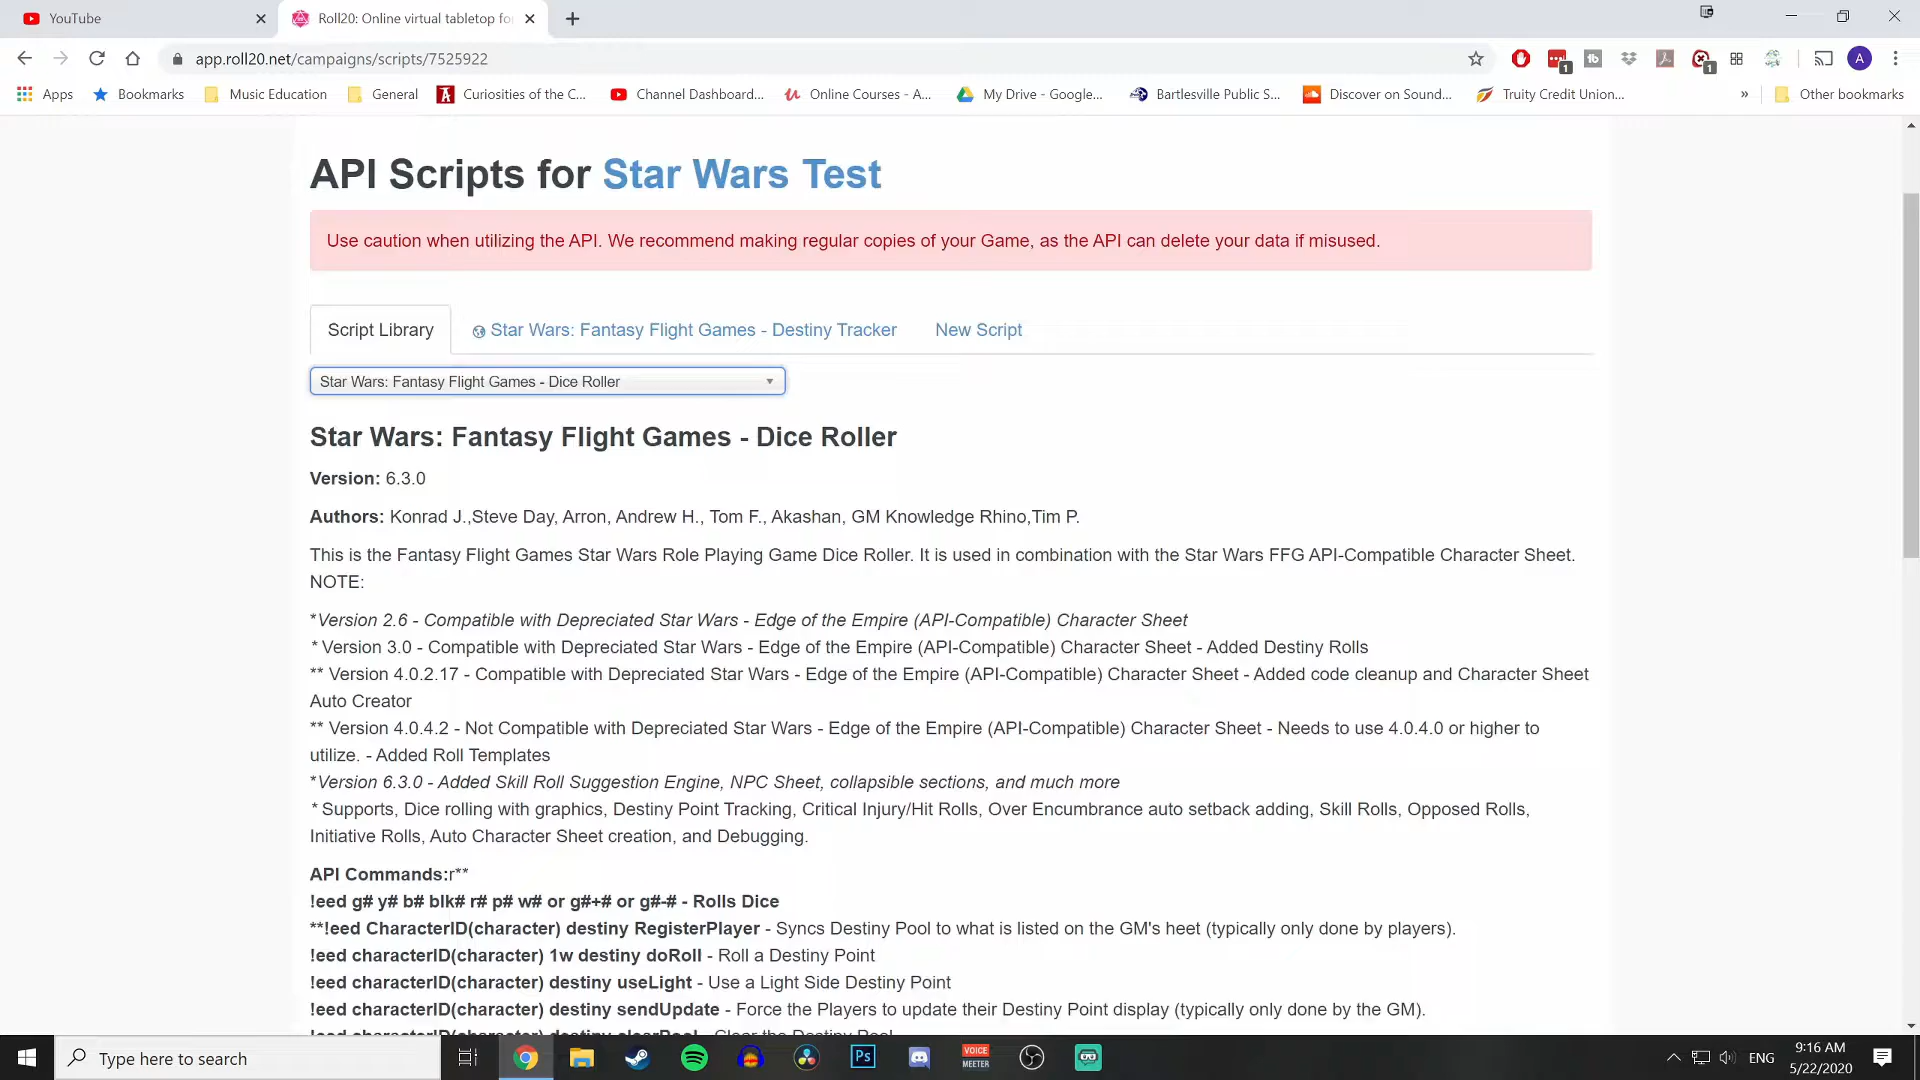 YouTube
Roll20: Online virtual tabletop fo
app.roll20.net/campaigns/scripts/7525922
1
1
A
Apps
Bookmarks
Music Education
General
Curiosities of the C...
Channel Dashboard...
Online Courses - A...
My Drive - Google...
Bartlesville Public S...
Discover on Sound...
Truity Credit Union...
»
Other bookmarks
API Scripts for Star Wars Test
Use caution when utilizing the API. We recommend making regular copies of your Game, as the API can delete your data if misused.
Script Library
Star Wars: Fantasy Flight Games - Destiny Tracker
New Script
Star Wars: Fantasy Flight Games - Dice Roller
Star Wars: Fantasy Flight Games - Dice Roller
Version: 6.3.0
Authors: Konrad J.,Steve Day, Arron, Andrew H., Tom F., Akashan, GM Knowledge Rhino,Tim P.
This is the Fantasy Flight Games Star Wars Role Playing Game Dice Roller. It is used in combination with the Star Wars FFG API-Compatible Character Sheet.
NOTE:
*Version 2.6 - Compatible with Depreciated Star Wars - Edge of the Empire (API-Compatible) Character Sheet
* Version 3.0 - Compatible with Depreciated Star Wars - Edge of the Empire (API-Compatible) Character Sheet - Added Destiny Rolls
** Version 4.0.2.17 - Compatible with Depreciated Star Wars - Edge of the Empire (API-Compatible) Character Sheet - Added code cleanup and Character Sheet
Auto Creator
** Version 4.0.4.2 - Not Compatible with Depreciated Star Wars - Edge of the Empire (API-Compatible) Character Sheet - Needs to use 4.0.4.0 or higher to
utilize. - Added Roll Templates
*Version 6.3.0 - Added Skill Roll Suggestion Engine, NPC Sheet, collapsible sections, and much more
* Supports, Dice rolling with graphics, Destiny Point Tracking, Critical Injury/Hit Rolls, Over Encumbrance auto setback adding, Skill Rolls, Opposed Rolls,
Initiative Rolls, Auto Character Sheet creation, and Debugging.
API Commands:r**
!eed g# y# b# blk# r# p# w# or g#+# or g#-# - Rolls Dice
**!eed CharacterID(character) destiny RegisterPlayer - Syncs Destiny Pool to what is listed on the GM's heet (typically only done by players).
!eed characterID(character) 1w destiny doRoll - Roll a Destiny Point
!eed characterID(character) destiny useLight - Use a Light Side Destiny Point
!eed characterID(character) destiny sendUpdate - Force the Players to update their Destiny Point display (typically only done by the GM).
!eed characterID(character) destiny clearPool - Clear the Destiny Pool
Type here to search
Ps
VOICE
MEETER
ENG
9:16 AM
5/22/2020